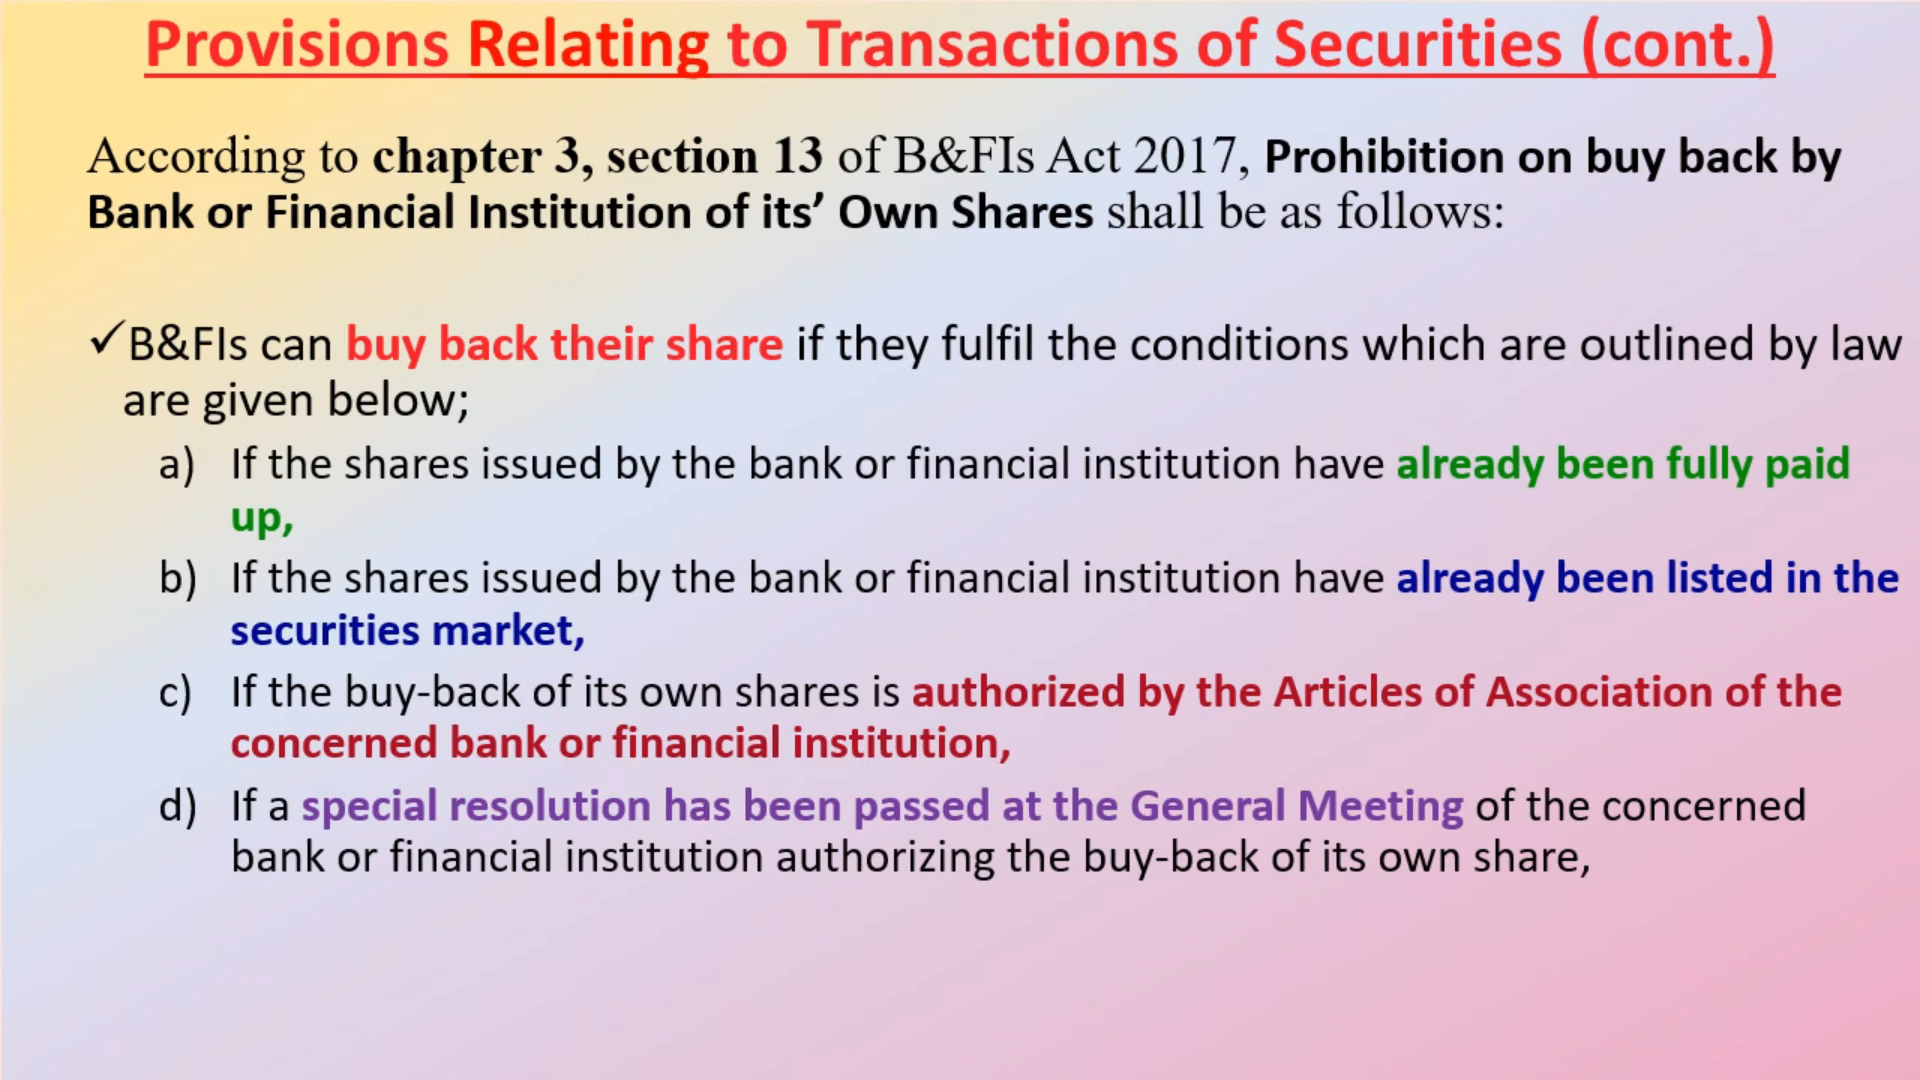 Provisions Relating to Transactions of Securities (cont.)
According to chapter 3, section 13 of B&FIs Act 2017, Prohibition on buy back by
Bank or Financial Institution of its’ Own Shares shall be as follows:
✓B&FIs can buy back their share if they fulfil the conditions which are outlined by law
are given below;
a) If the shares issued by the bank or financial institution have already been fully paid
up,
b) If the shares issued by the bank or financial institution have already been listed in the
securities market,
c) If the buy-back of its own shares is authorized by the Articles of Association of the
concerned bank or financial institution,
d) If a special resolution has been passed at the General Meeting of the concerned
bank or financial institution authorizing the buy-back of its own share,